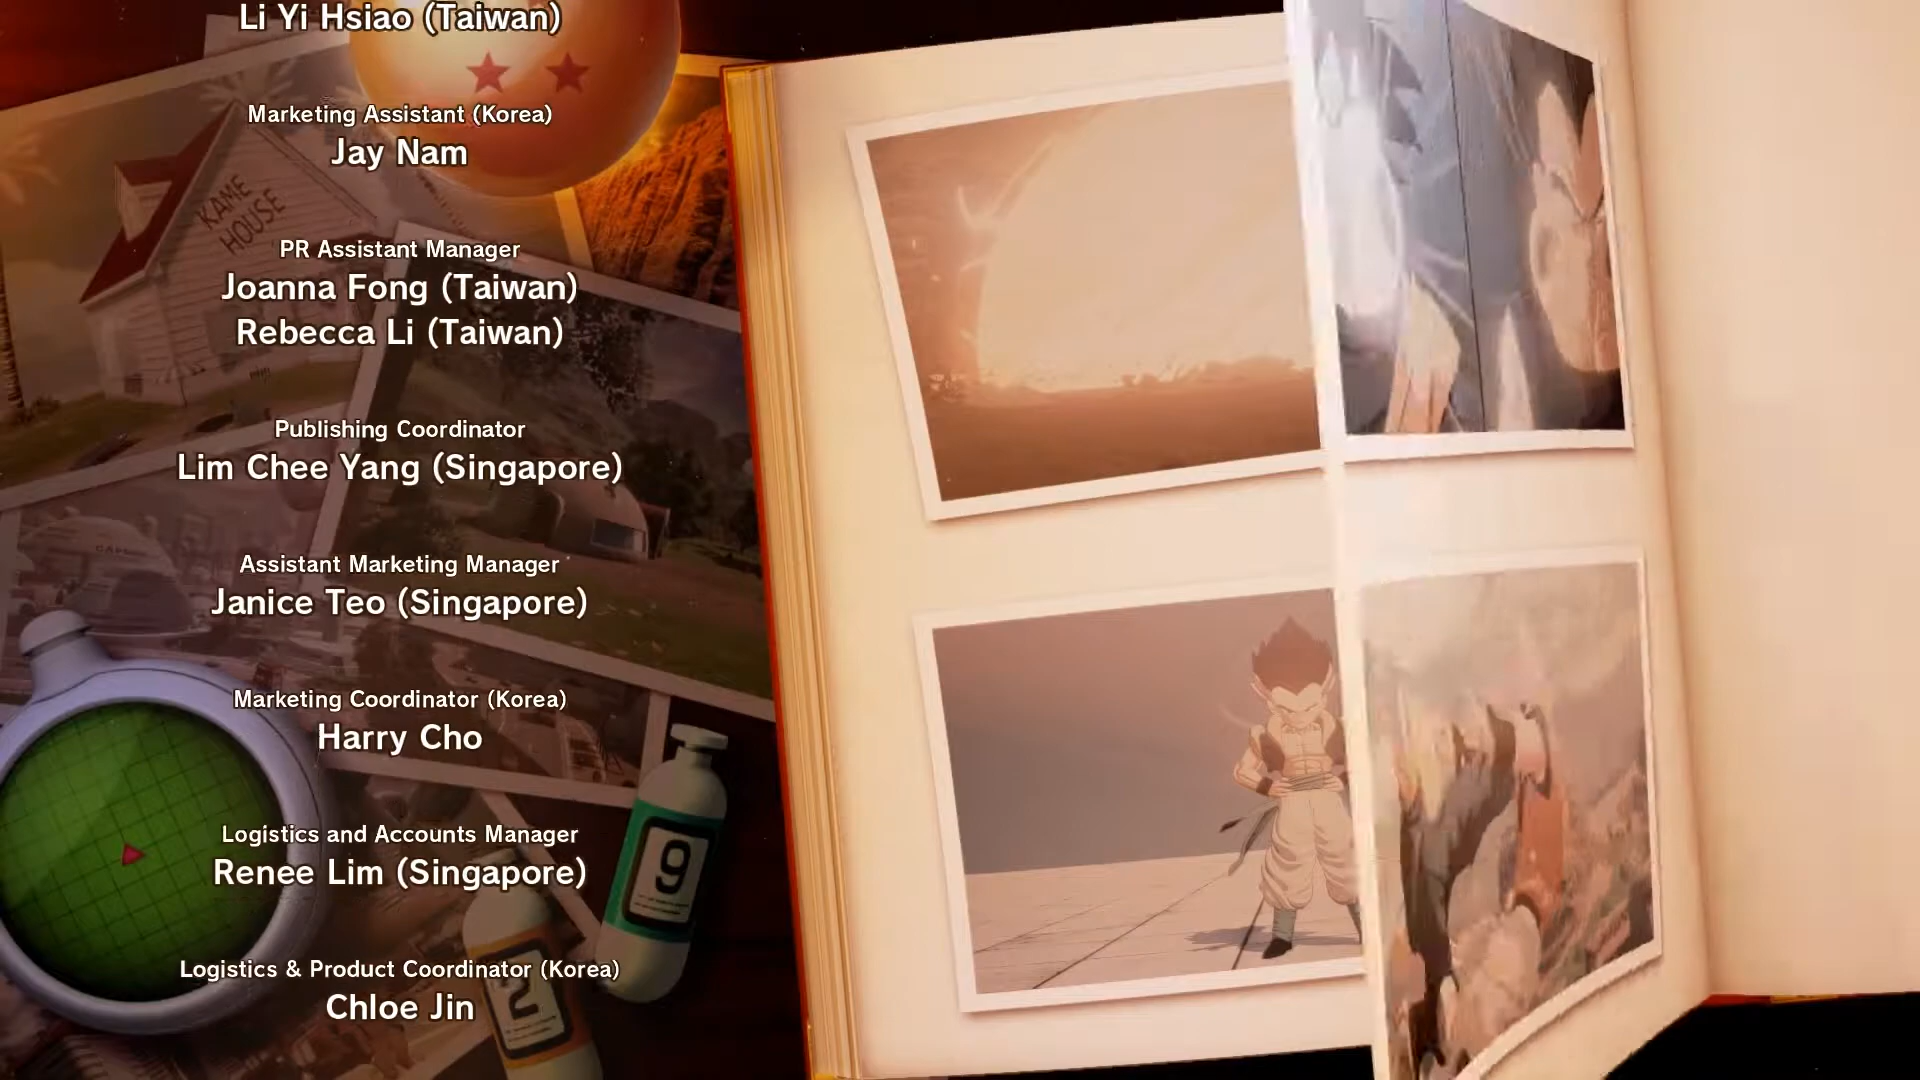 Li Yi Hsiao (Taiwan)
Marketing Assistant (Korea)
Jay Nam
PR Assistant Manager
Joanna Fong (Taiwan)
Rebecca Li (Taiwan)
Publishing Coordinator
Lim Chee Yang (Singapore)
Assistant Marketing Manager
Janice Teo (Singapore)
Marketing Coordinator (Korea)
Harry Cho
Logistics and Accounts Manager
Renee Lim (Singapore)
Logistics & Product Coordinator (Korea)
Chloe Jin
KAME
HOUSE
9
2